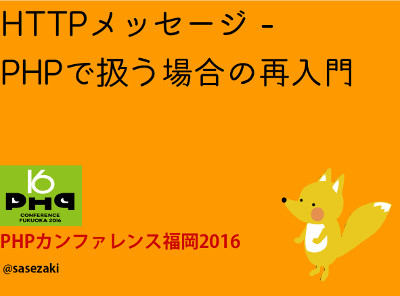 HTTPメッセージ -
PHPで扱う場合の再入門
16
PHP
CONFERENCE
FUKUOKA 2016
PHPカンファレンス福岡2016
@sasezaki